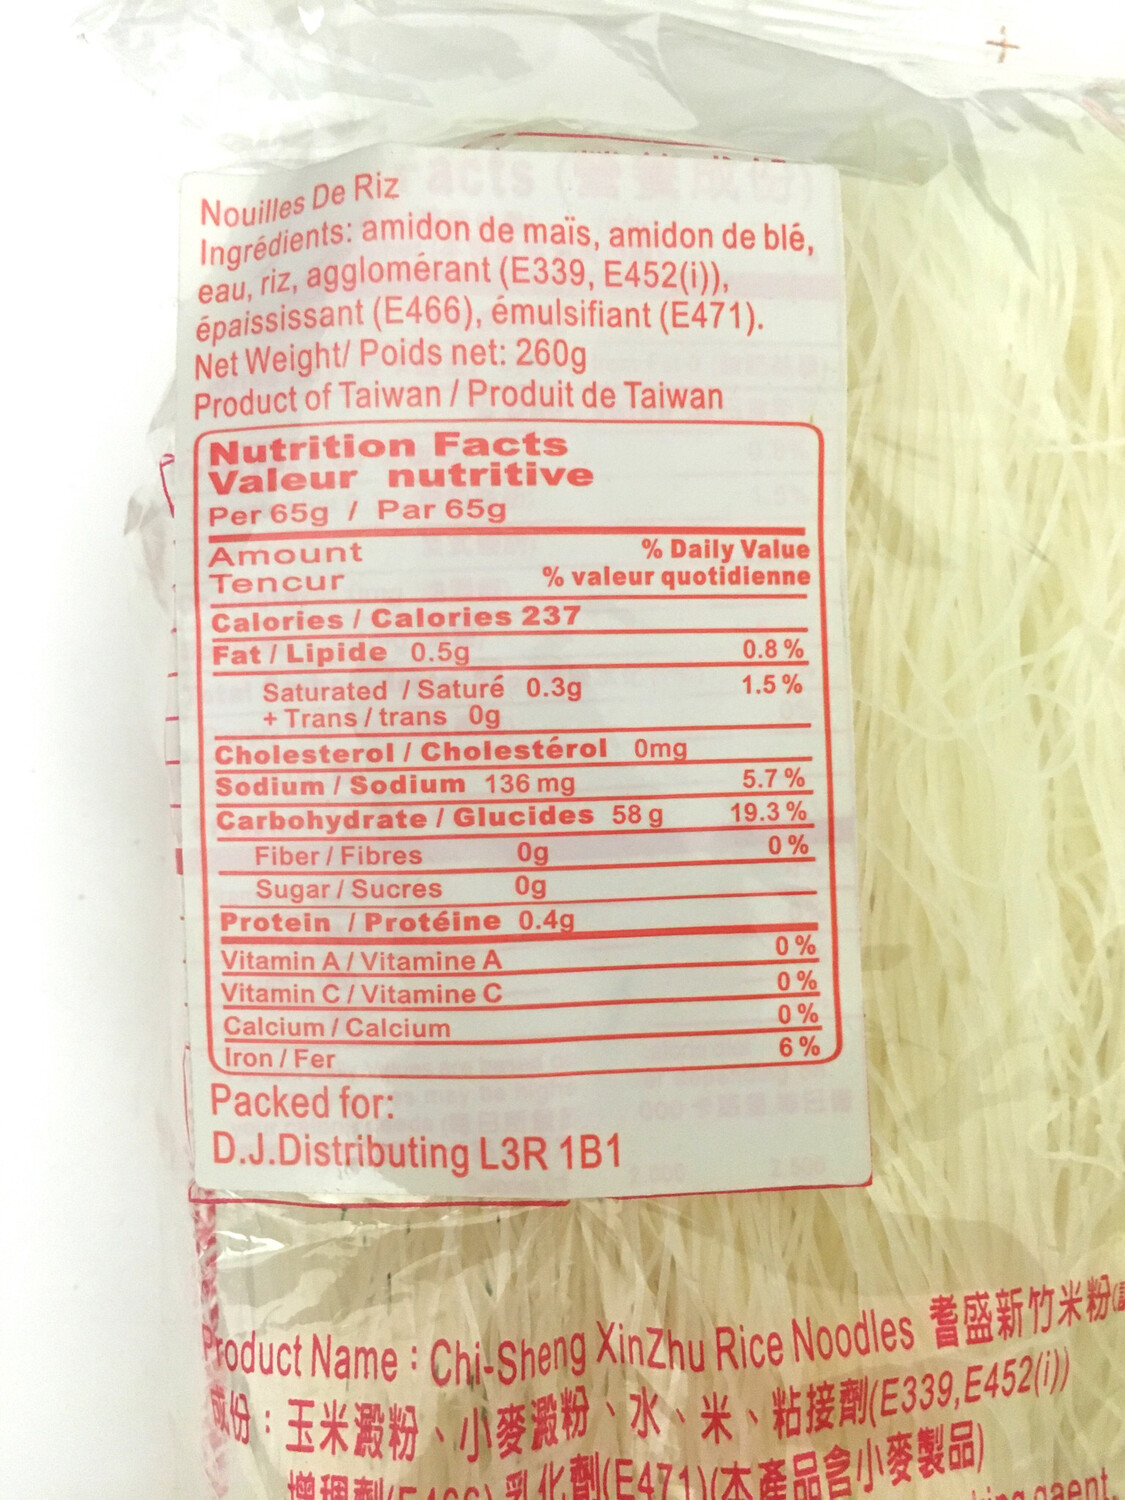 Nouilles De Riz
Ingrédients: amidon de maïs, amidon de blé,
eau, riz, agglomérant (E339, E452(i)),
épaississant (E466), émulsifiant (E471).
Net Weight/ Poids net: 260g
Product of Taiwan / Produit de Taiwan
Nutrition Facts
Valeur nutritive
Per 65g / Par 65g
Amount % Daily Value
Tencur % valeur quotidienne
Calories / Calories 237
Fat / Lipide 0.5g 0.8 %
Saturated / Saturé 0.3g 1.5 %
+ Trans / trans 0g
Cholesterol / Cholestérol 0mg
Sodium / Sodium 136 mg 5.7 %
Carbohydrate / Glucides 58 g 19.3 %
Fiber / Fibres 0g 0 %
Sugar / Sucres 0g
Protein / Protéine 0.4g
Vitamin A / Vitamine A 0 %
Vitamin C / Vitamine C 0 %
Calcium / Calcium 0 %
Iron / Fer 6 %
Packed for:
D.J.Distributing L3R 1B1
Product Name：Chi-Sheng XinZhu Rice Noodles 耆盛新竹米粉
成份：玉米澱粉、小麥澱粉、水、米、粘接劑(E339,E452(i))
增稠劑(E466) 乳化劑(E471)(本產品含小麥製品)